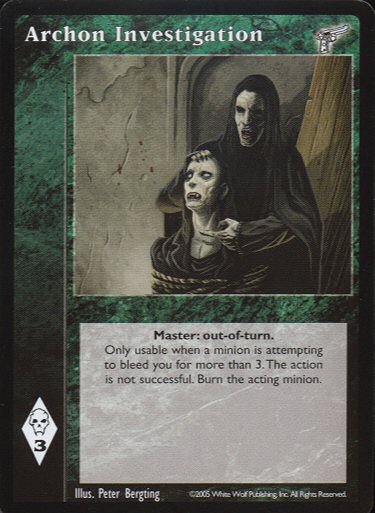 Archon Investigation
Master: out-of-turn.
Only usable when a minion is attempting
to bleed you for more than 3. The action
is not successful. Burn the acting minion.
3
Illus. Peter Bergting
©2005 White Wolf Publishing, Inc. All Rights Reserved.